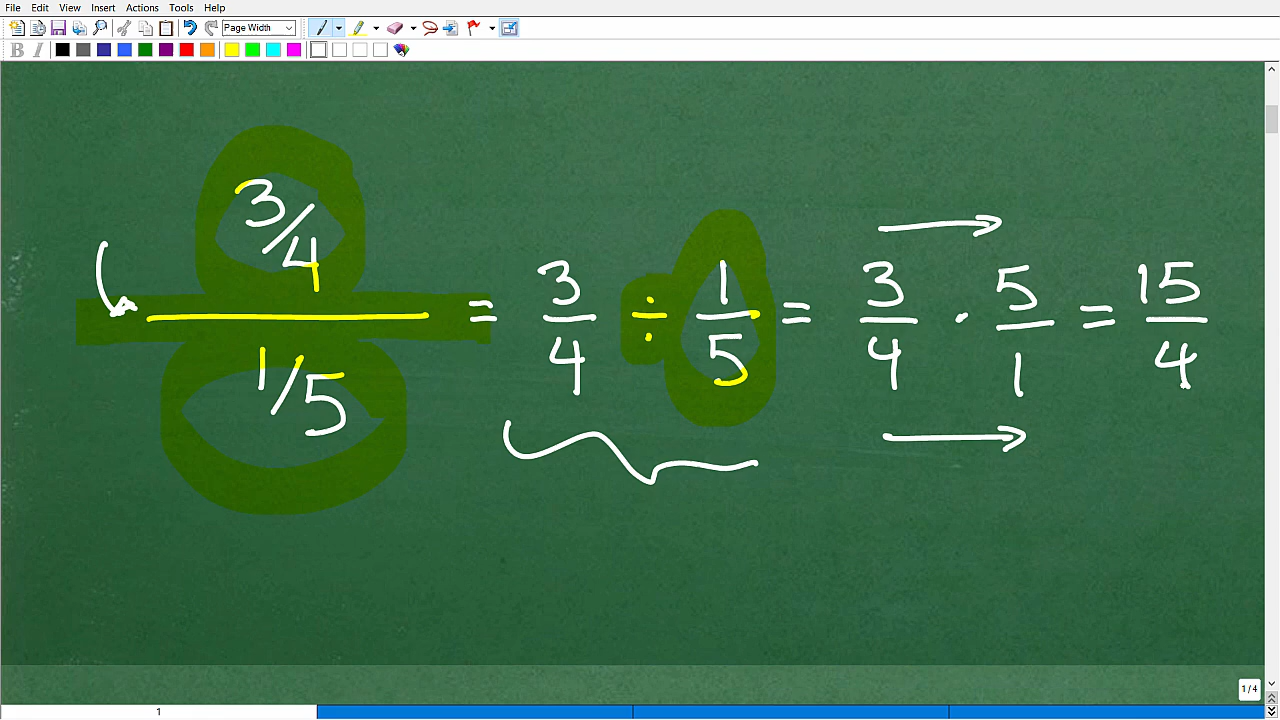 File Edit View Insert Actions Tools Help
Page Width
B I
3/4 / 1/5 = 3/4 ÷ 1/5 = 3/4 · 5/1 = 15/4
1/4
1